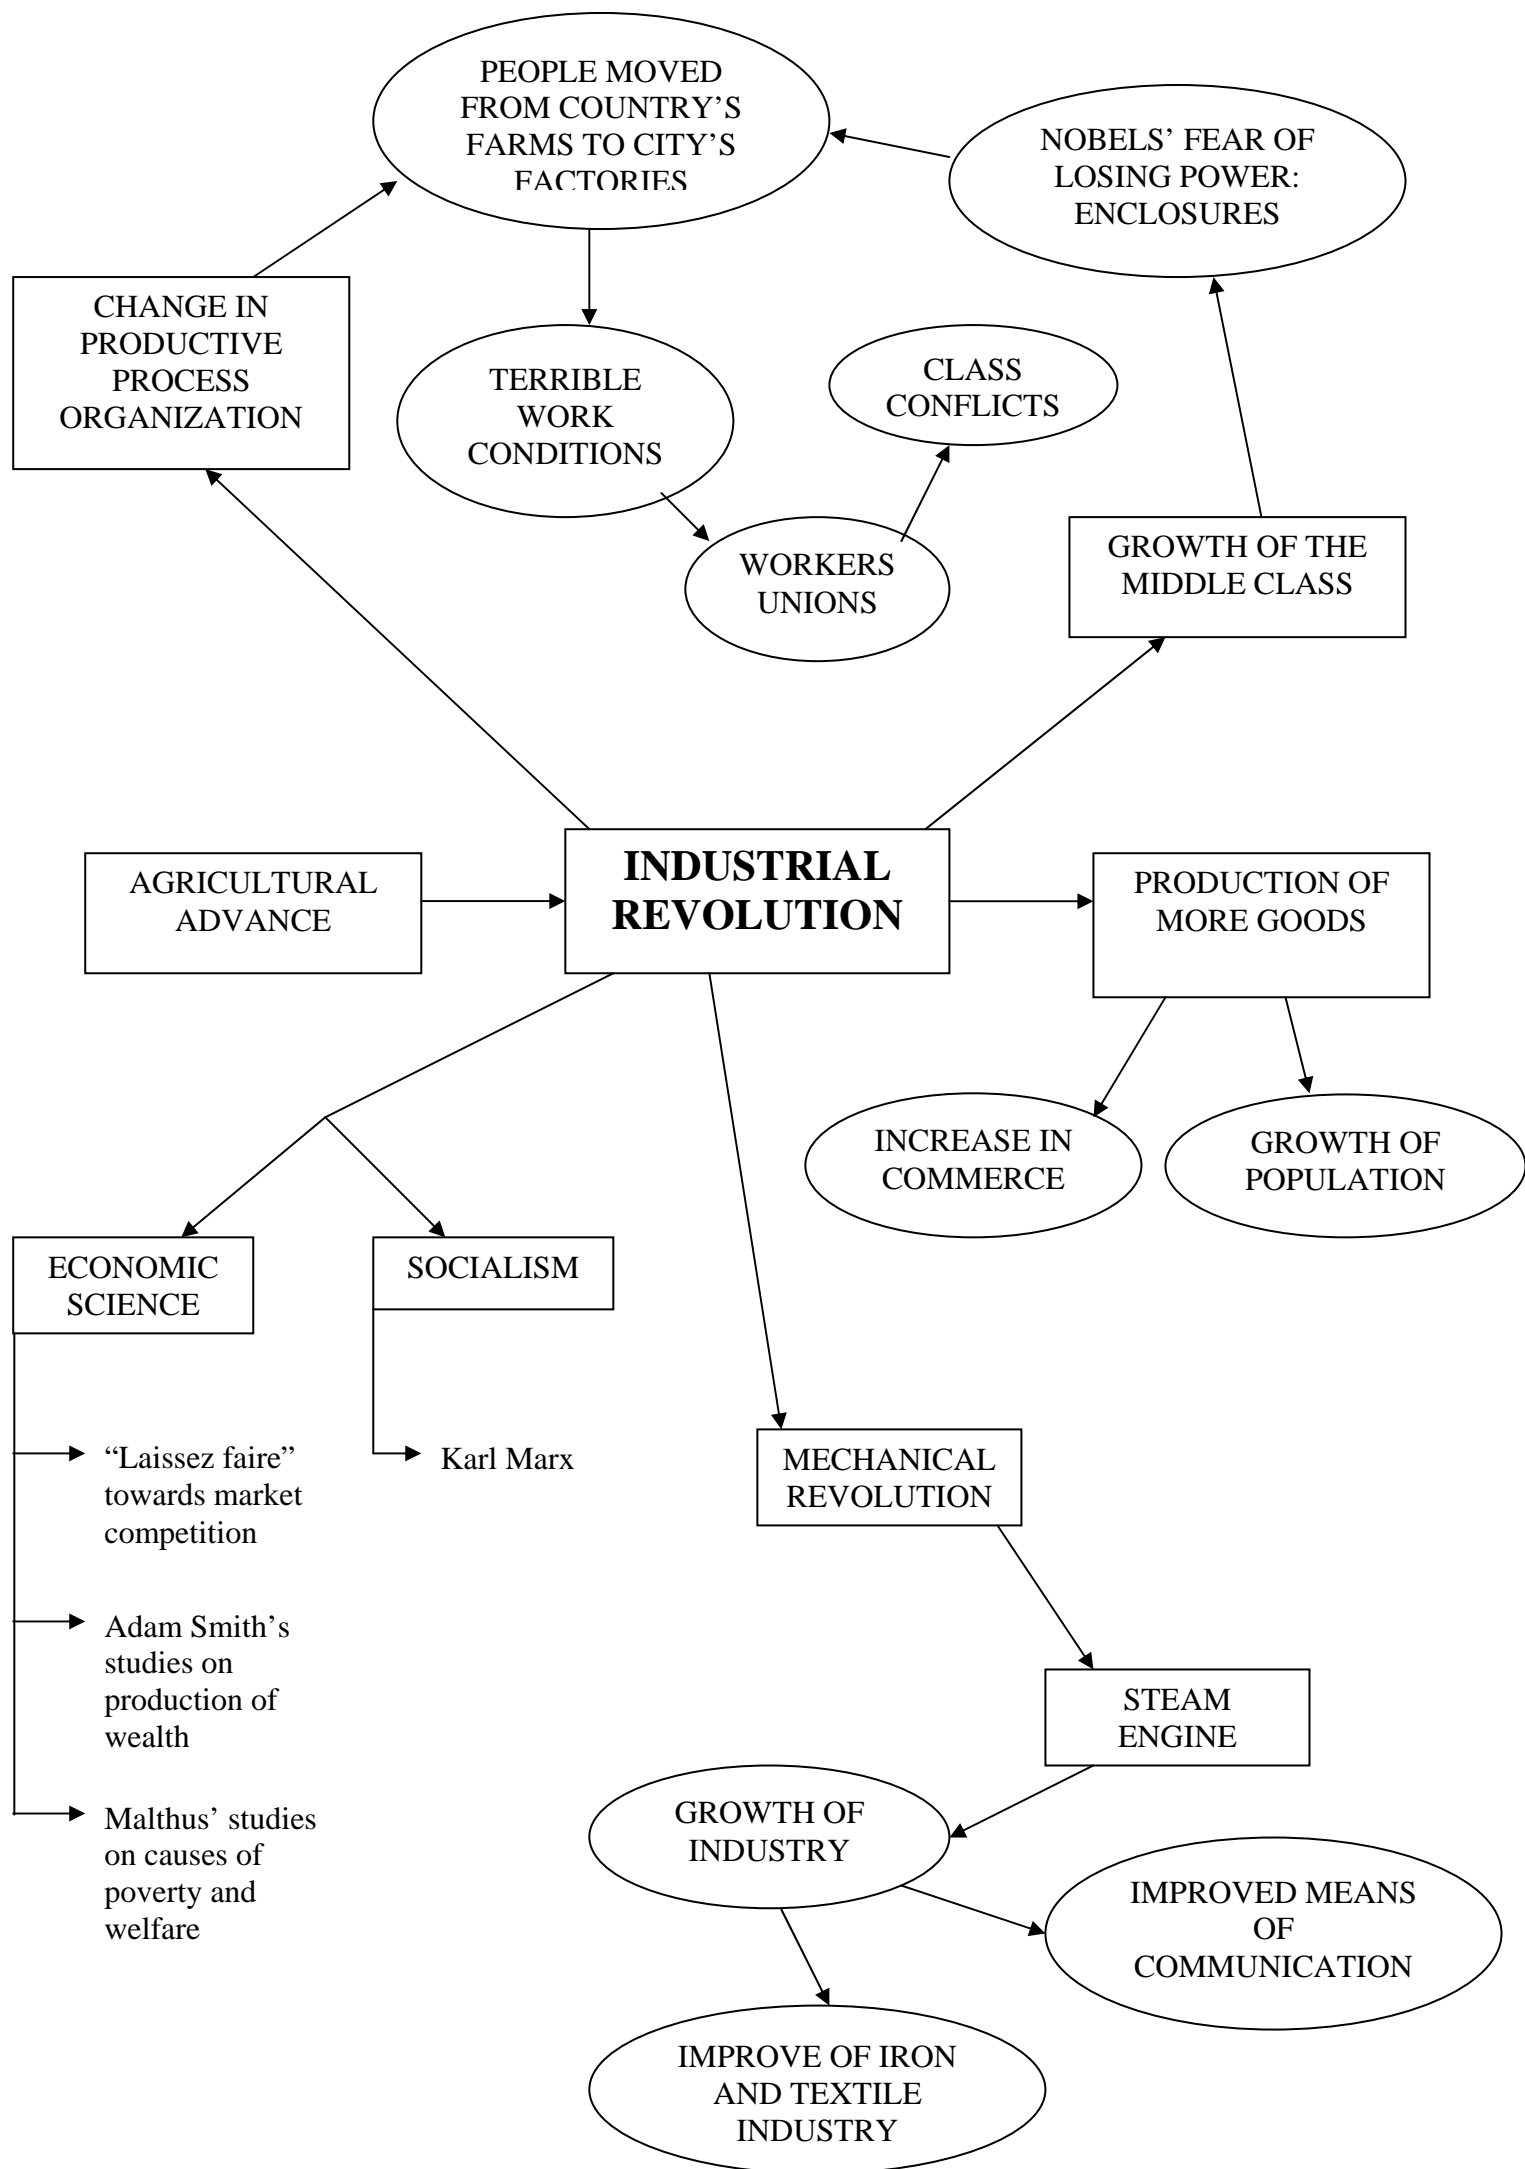 PEOPLE MOVED
FROM COUNTRY’S
FARMS TO CITY’S
FACTORIES
NOBELS’ FEAR OF
LOSING POWER:
ENCLOSURES
CHANGE IN
PRODUCTIVE
PROCESS
ORGANIZATION
TERRIBLE
WORK
CONDITIONS
CLASS
CONFLICTS
WORKERS
UNIONS
GROWTH OF THE
MIDDLE CLASS
AGRICULTURAL
ADVANCE
INDUSTRIAL
REVOLUTION
PRODUCTION OF
MORE GOODS
INCREASE IN
COMMERCE
GROWTH OF
POPULATION
ECONOMIC
SCIENCE
SOCIALISM
“Laissez faire”
towards market
competition
Karl Marx
Adam Smith’s
studies on
production of
wealth
Malthus’ studies
on causes of
poverty and
welfare
MECHANICAL
REVOLUTION
STEAM
ENGINE
GROWTH OF
INDUSTRY
IMPROVED MEANS
OF
COMMUNICATION
IMPROVE OF IRON
AND TEXTILE
INDUSTRY